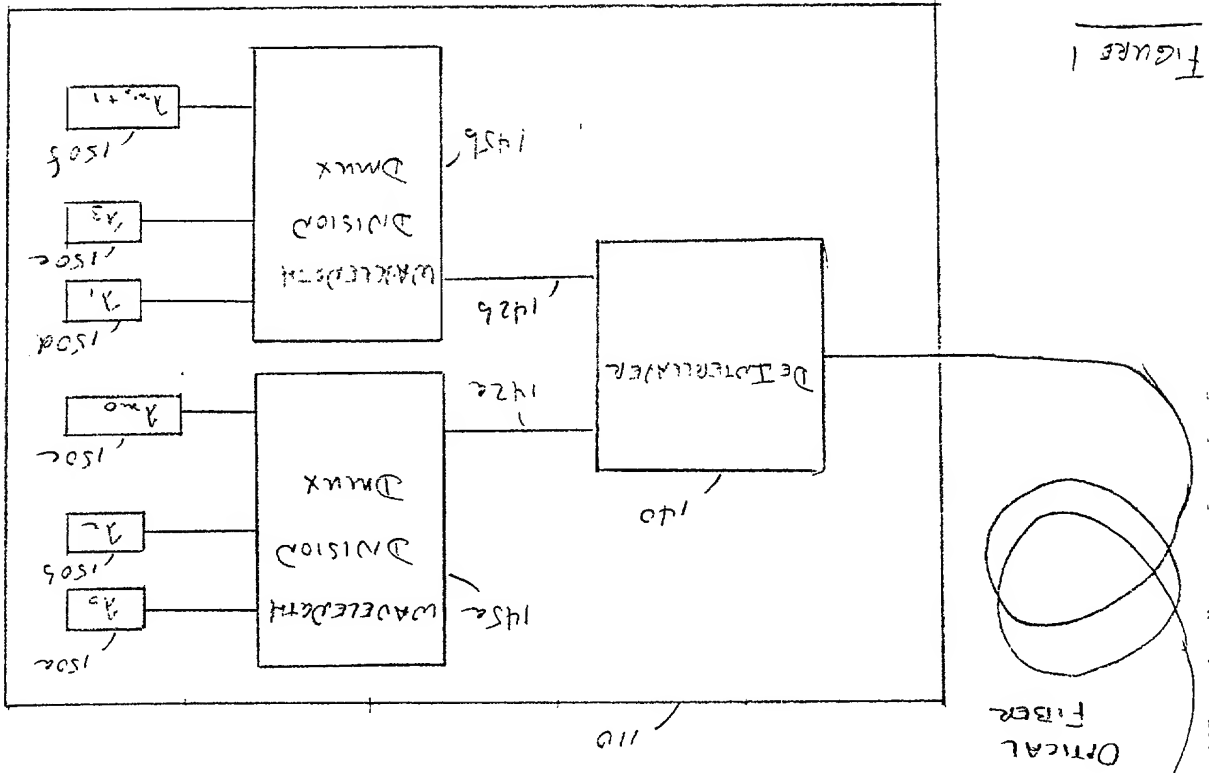 OPTICAL
FIBER
110
140
DEINTERLEAVER
142a
142b
145a
WAVELENGTH
DIVISION
DMUX
150a
λ0
150b
150c
145b
WAVELENGTH
DIVISION
DMUX
150d
λ1
150e
λ3
150f
FIGURE 1